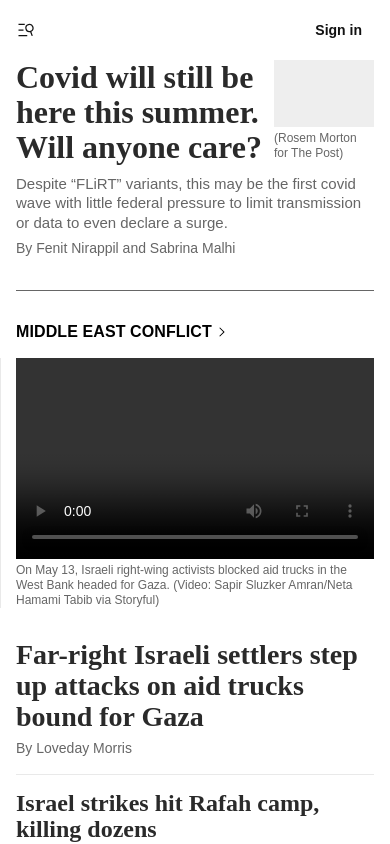 Sign in
Covid will still be
here this summer.
Will anyone care?
(Rosem Morton
for The Post)
Despite “FLiRT” variants, this may be the first covid
wave with little federal pressure to limit transmission
or data to even declare a surge.
By Fenit Nirappil and Sabrina Malhi
MIDDLE EAST CONFLICT
0:00
On May 13, Israeli right-wing activists blocked aid trucks in the
West Bank headed for Gaza. (Video: Sapir Sluzker Amran/Neta
Hamami Tabib via Storyful)
Far-right Israeli settlers step
up attacks on aid trucks
bound for Gaza
By Loveday Morris
Israel strikes hit Rafah camp,
killing dozens